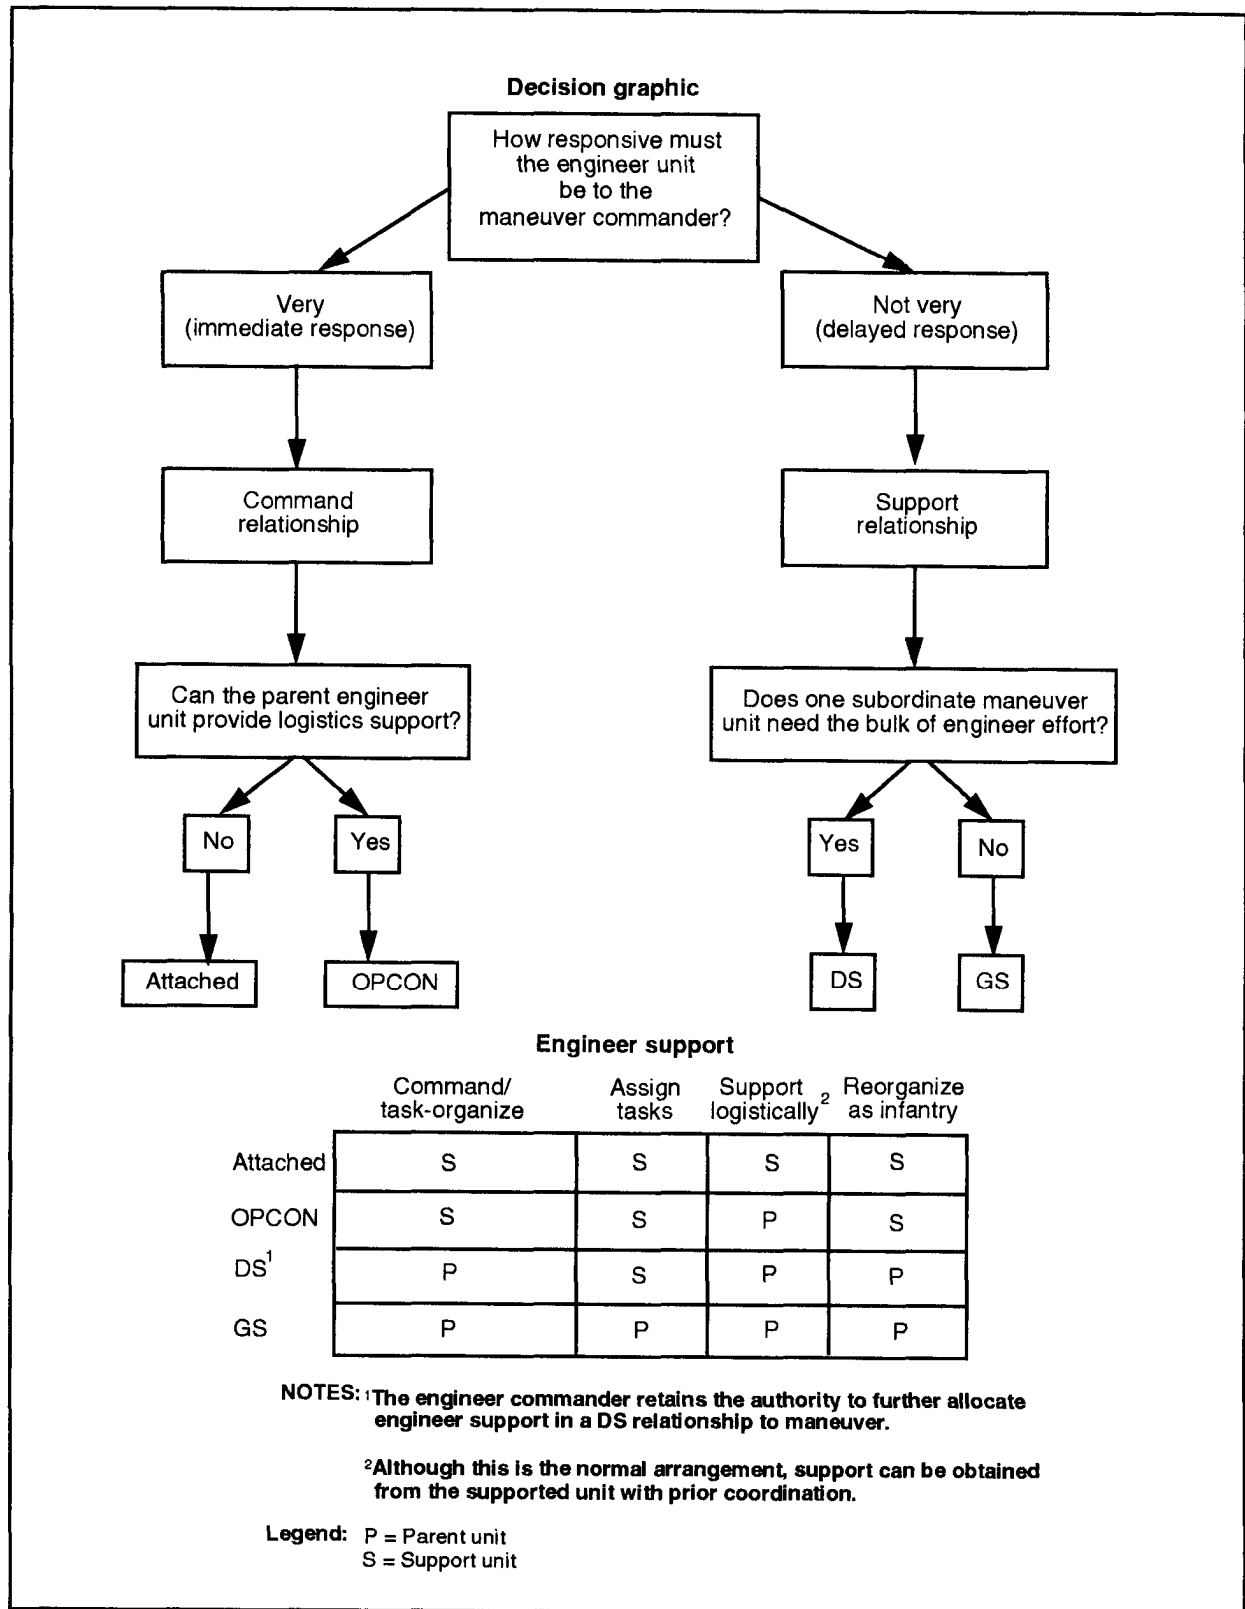 Decision graphic
How responsive must
the engineer unit
be to the
maneuver commander?
Very
(immediate response)
Not very
(delayed response)
Command
relationship
Support
relationship
Can the parent engineer
unit provide logistics support?
Does one subordinate maneuver
unit need the bulk of engineer effort?
No
Yes
Yes
No
Attached
OPCON
DS
GS
Engineer support
Command/
task-organize
Assign
tasks
Support
logistically²
Reorganize
as infantry
Attached S S S S
OPCON S S P S
DS¹ P S P P
GS P P P P
NOTES: ¹The engineer commander retains the authority to further allocate
engineer support in a DS relationship to maneuver.
²Although this is the normal arrangement, support can be obtained
from the supported unit with prior coordination.
Legend: P = Parent unit
S = Support unit